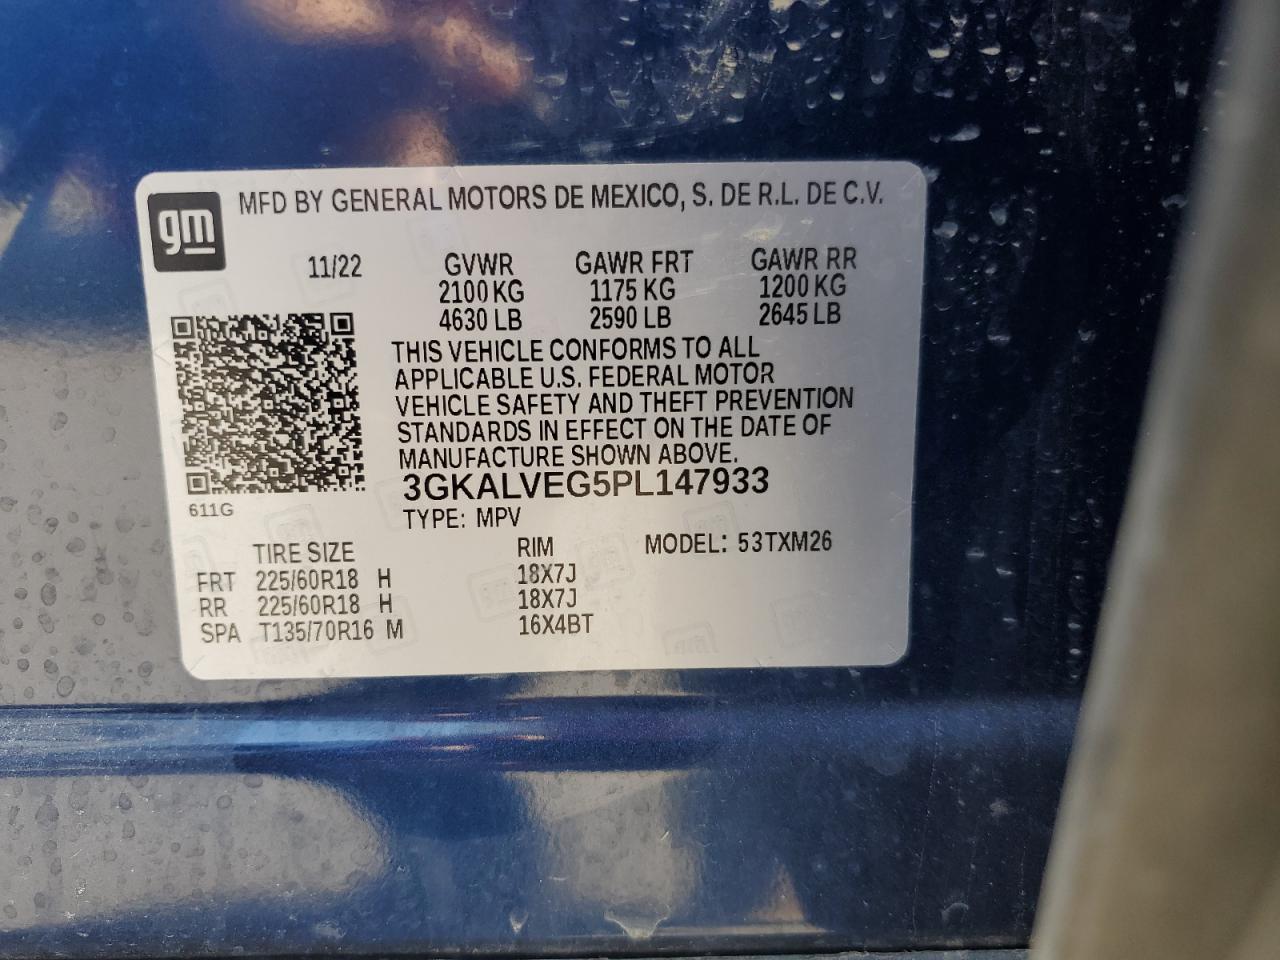 gm
MFD BY GENERAL MOTORS DE MEXICO, S. DE R.L. DE C.V.
11/22 GVWR GAWR FRT GAWR RR
2100 KG 1175 KG 1200 KG
4630 LB 2590 LB 2645 LB
THIS VEHICLE CONFORMS TO ALL
APPLICABLE U.S. FEDERAL MOTOR
VEHICLE SAFETY AND THEFT PREVENTION
STANDARDS IN EFFECT ON THE DATE OF
MANUFACTURE SHOWN ABOVE.
3GKALVEG5PL147933
611G
TYPE: MPV
TIRE SIZE RIM MODEL: 53TXM26
FRT 225/60R18 H 18X7J
RR 225/60R18 H 18X7J
SPA T135/70R16 M 16X4BT